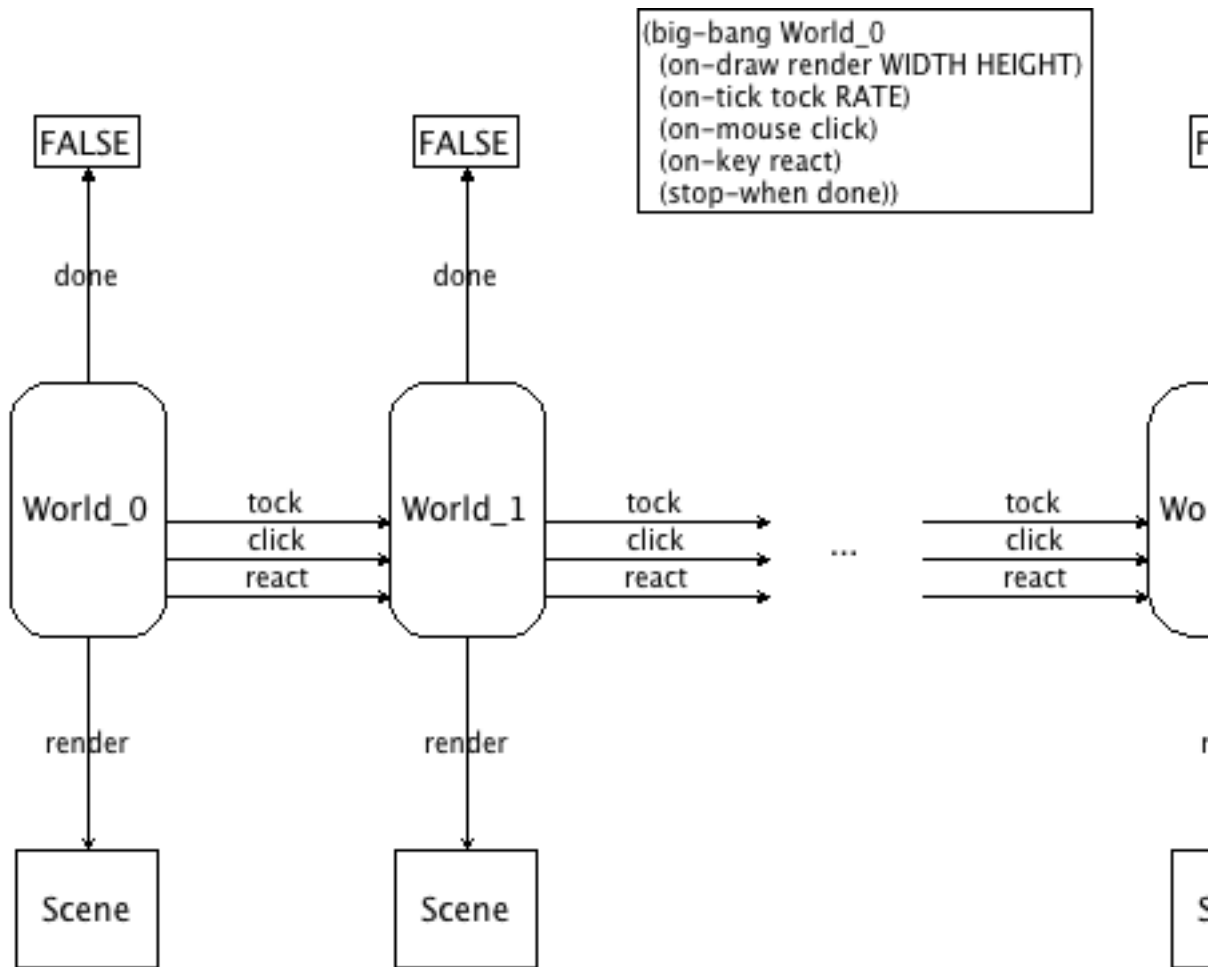 (big-bang World_0
(on-draw render WIDTH HEIGHT)
(on-tick tock RATE)
(on-mouse click)
(on-key react)
(stop-when done))
FALSE
FALSE
done
done
World_0
tock
click
react
World_1
tock
click
react
...
tock
click
react
render
render
Scene
Scene